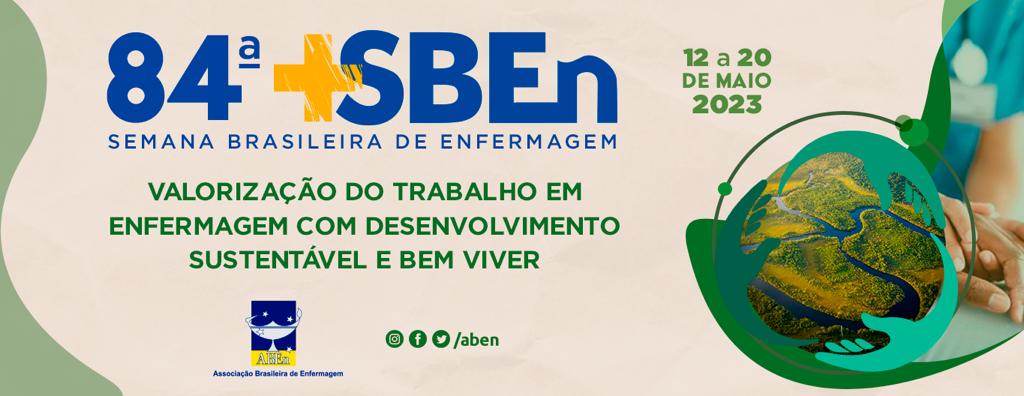 84ª SBEn
SEMANA BRASILEIRA DE ENFERMAGEM
12 a 20
DE MAIO
2023
VALORIZAÇÃO DO TRABALHO EM
ENFERMAGEM COM DESENVOLVIMENTO
SUSTENTÁVEL E BEM VIVER
ABEn
Associação Brasileira de Enfermagem
/aben